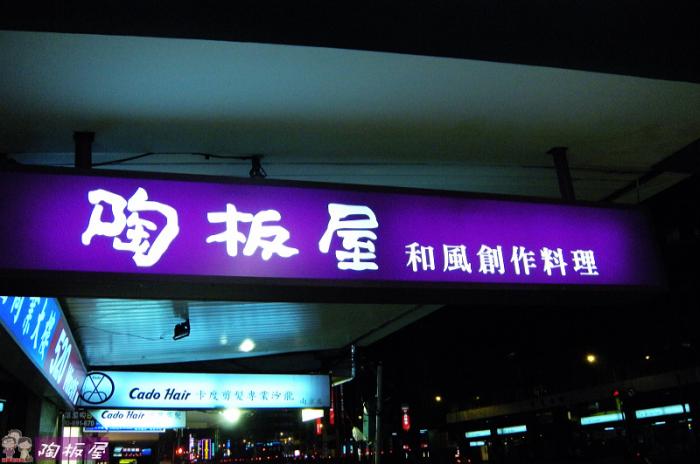 陶板屋 和風創作料理
520
Cado Hair 卡度剪髮專業沙龍
Cado Hair
陶板屋